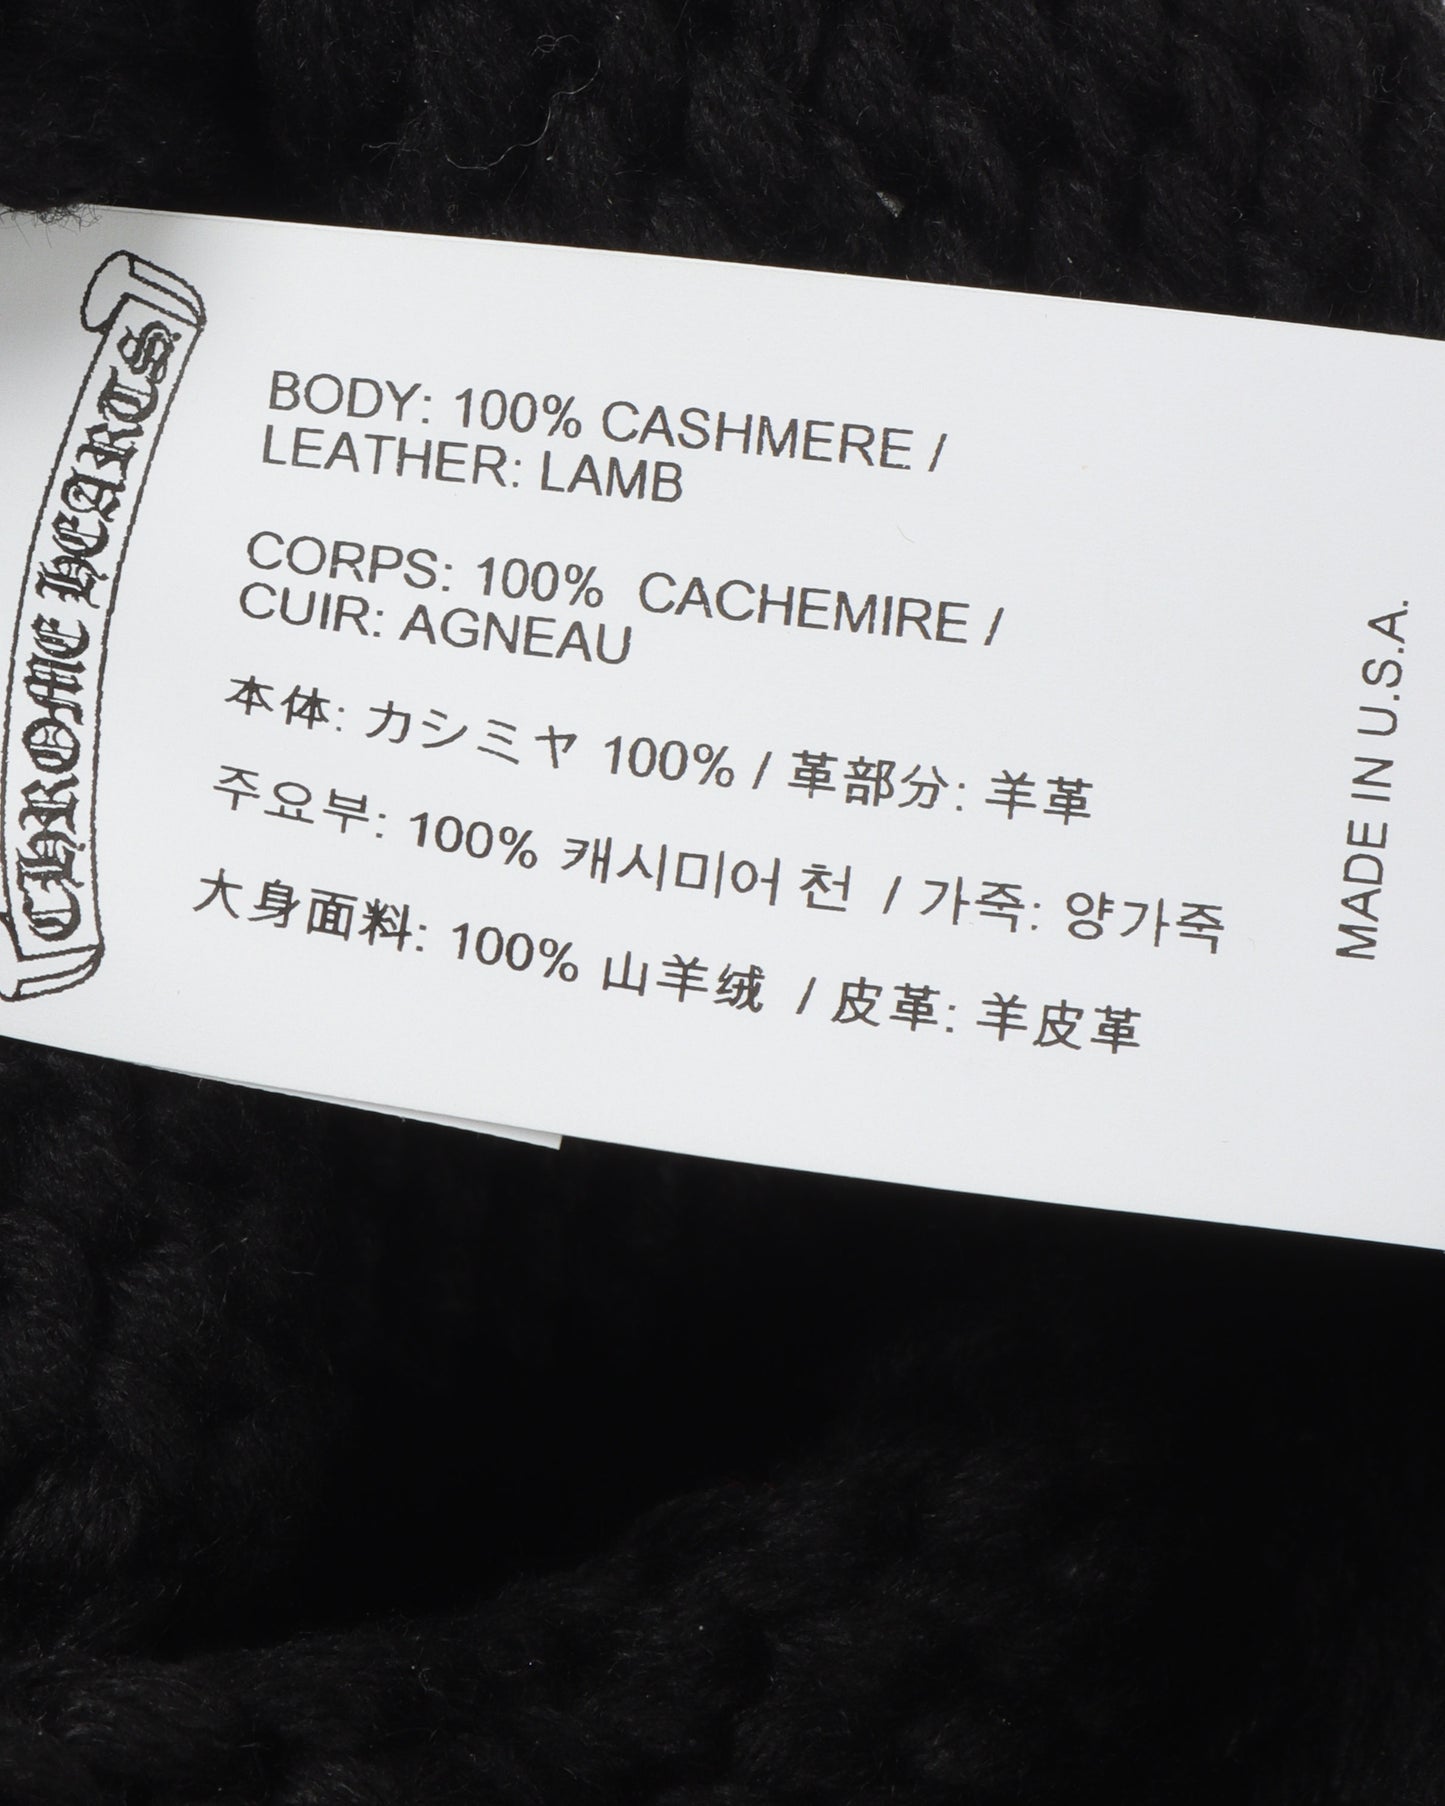 CHROME HEARTS
BODY: 100% CASHMERE /
LEATHER: LAMB
CORPS: 100% CACHEMIRE /
CUIR: AGNEAU
本体: カシミヤ 100% / 革部分: 羊革
주요부: 100% 캐시미어 천 / 가죽: 양가죽
大身面料: 100% 山羊绒 / 皮革: 羊皮革
MADE IN U.S.A.